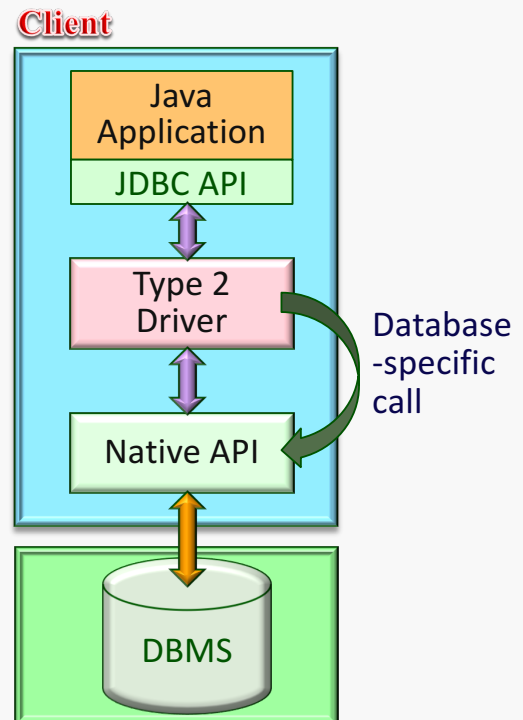 Client
Java
Application
JDBC API
Type 2
Driver
Database
-specific
call
Native API
DBMS